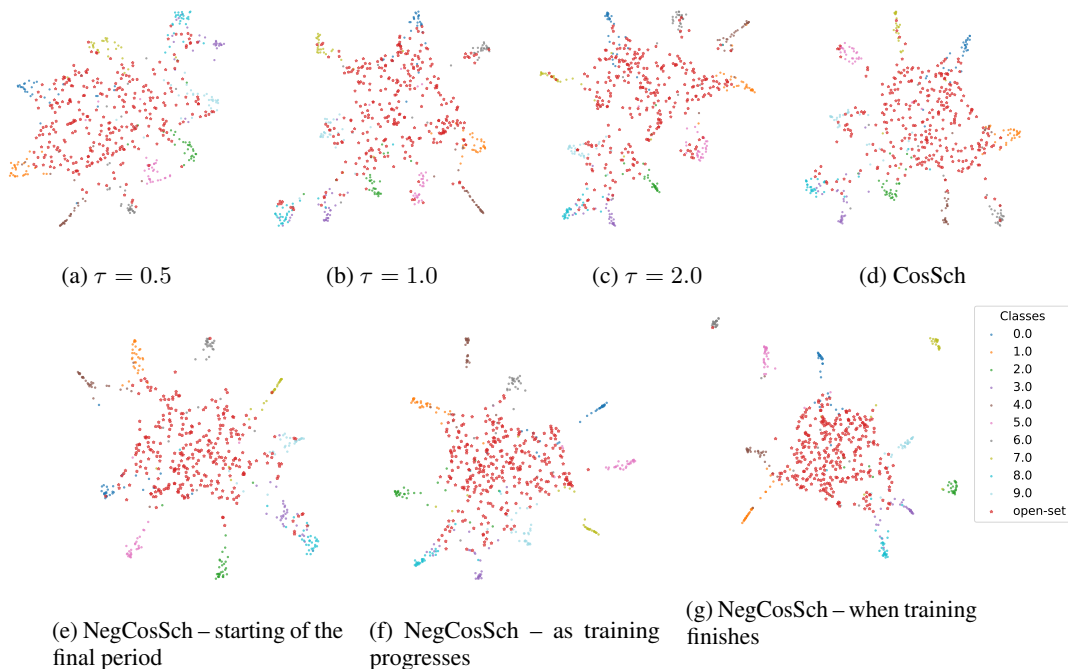 (a) τ = 0.5
(b) τ = 1.0
(c) τ = 2.0
(d) CosSch
Classes
0.0
1.0
2.0
3.0
4.0
5.0
6.0
7.0
8.0
9.0
open-set
(e) NegCosSch – starting of the
final period
(f) NegCosSch – as training
progresses
(g) NegCosSch – when training
finishes